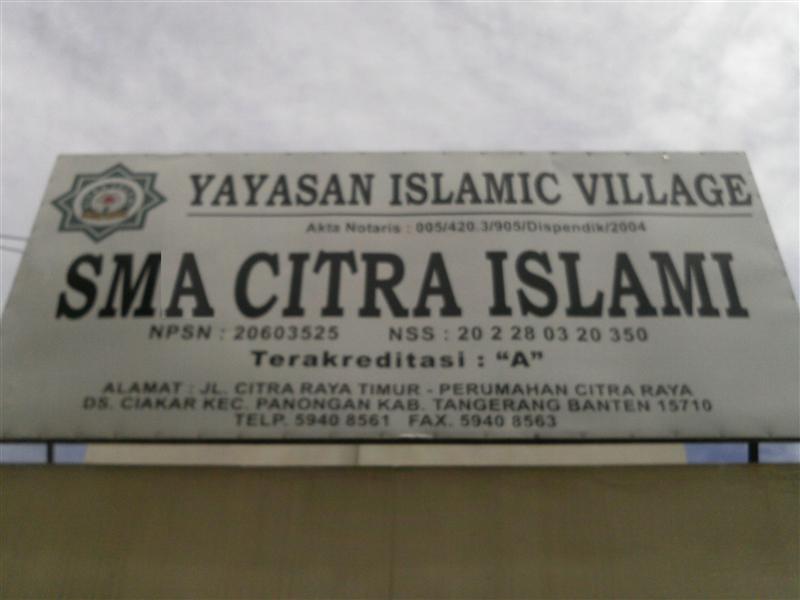 YAYASAN ISLAMIC VILLAGE
Akta Notaris : 005/420.3/905/Dispendik/2004
SMA CITRA ISLAMI
NPSN : 20603525 NSS : 20 2 28 03 20 350
Terakreditasi : "A"
ALAMAT : JL. CITRA RAYA TIMUR - PERUMAHAN CITRA RAYA
DS. CIAKAR KEC. PANONGAN KAB. TANGERANG BANTEN 15710
TELP. 5940 8561 FAX. 5940 8563